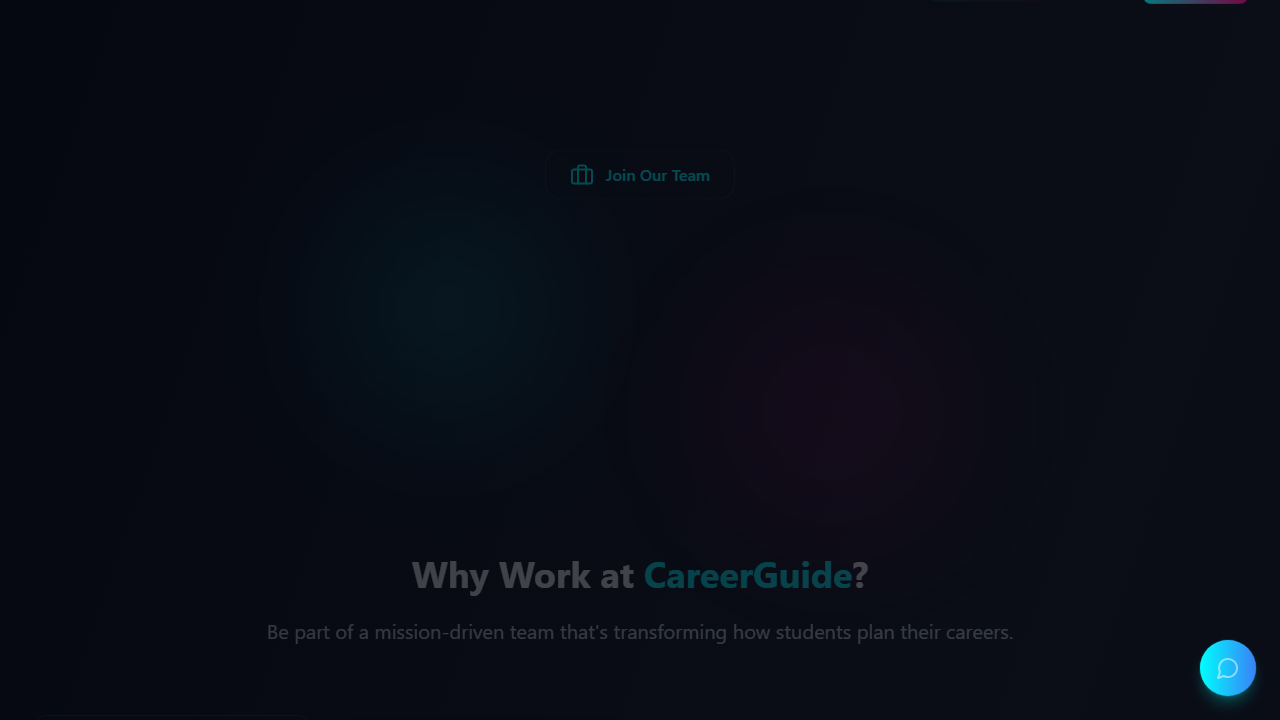 Join Our Team
Why Work at CareerGuide?
Be part of a mission-driven team that's transforming how students plan their careers.